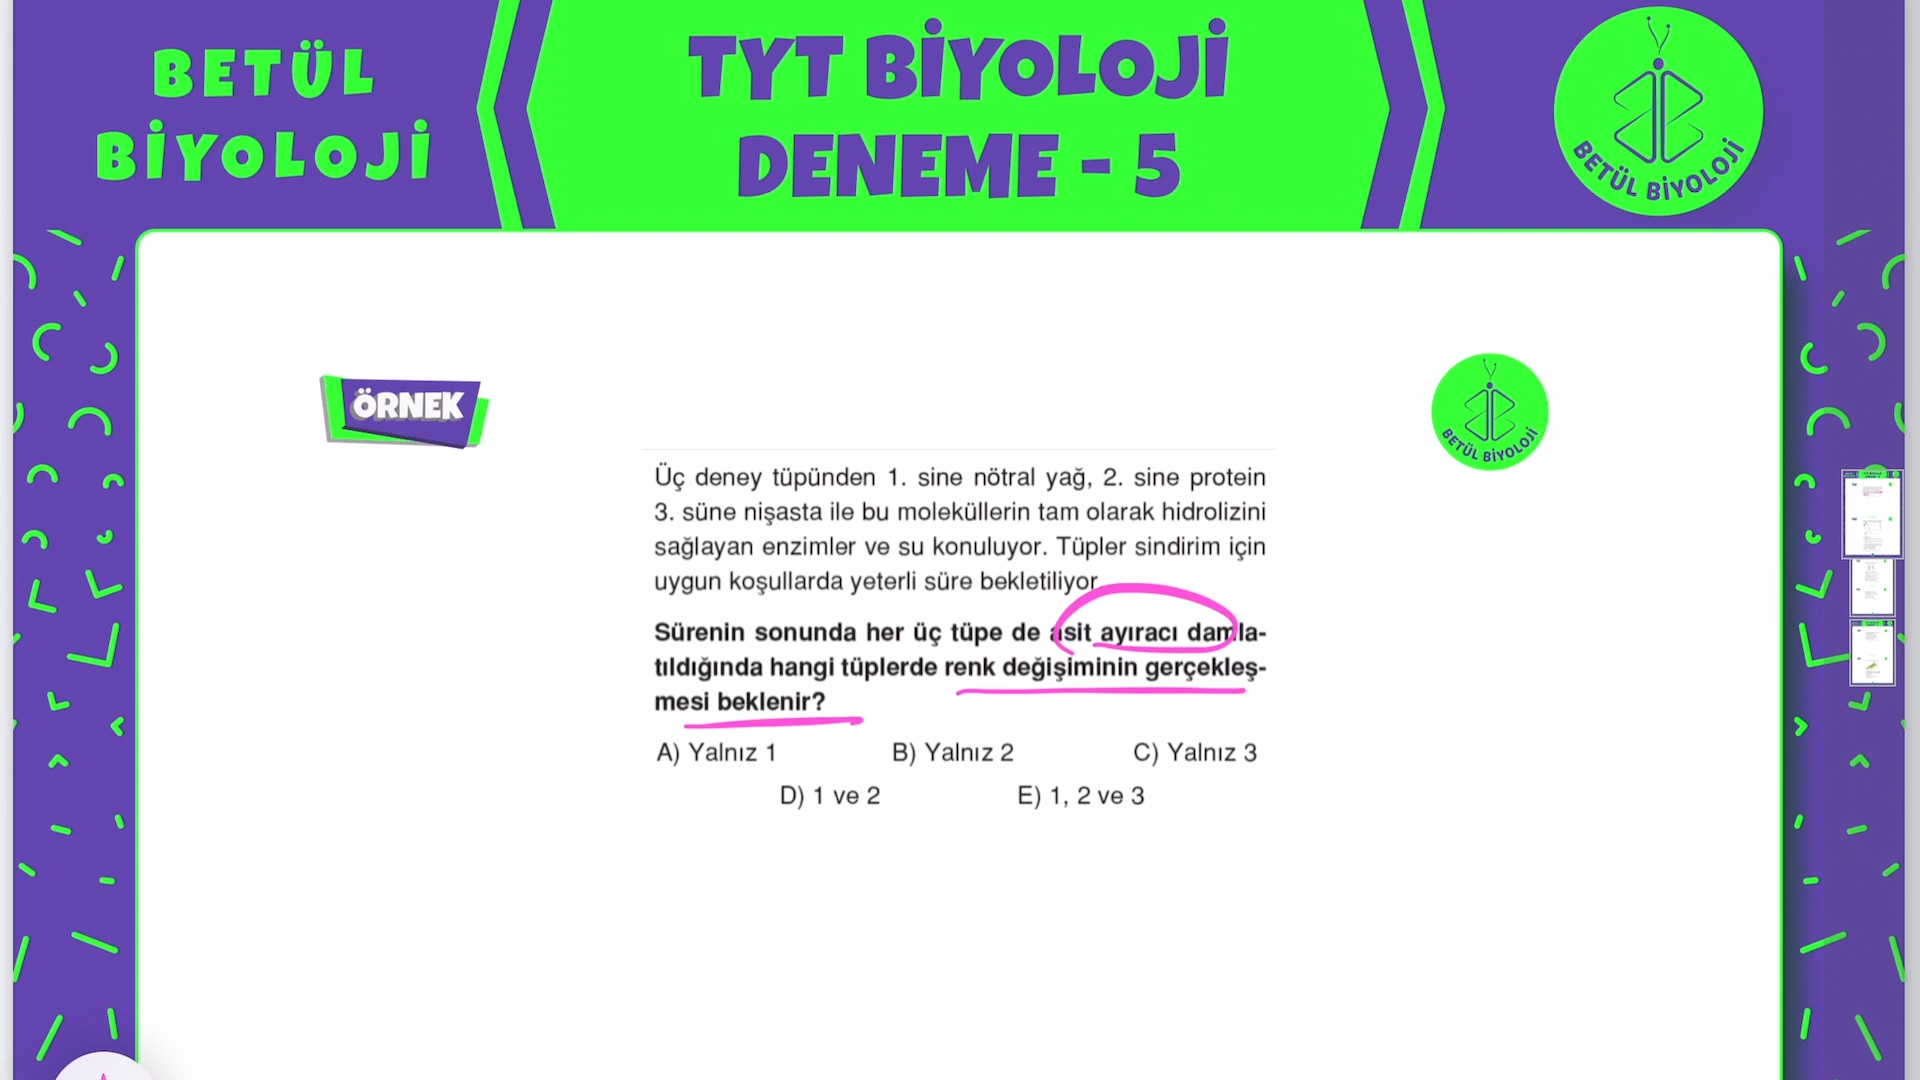 BETÜL
BİYOLOJİ
TYT BİYOLOJİ
DENEME - 5
BETÜL BİYOLOJİ
ÖRNEK
BETÜL BİYOLOJİ
Üç deney tüpünden 1. sine nötral yağ, 2. sine protein
3. süne nişasta ile bu moleküllerin tam olarak hidrolizini
sağlayan enzimler ve su konuluyor. Tüpler sindirim için
uygun koşullarda yeterli süre bekletiliyor
Sürenin sonunda her üç tüpe de asit ayıracı damla-
tıldığında hangi tüplerde renk değişiminin gerçekleş-
mesi beklenir?
A) Yalnız 1
B) Yalnız 2
C) Yalnız 3
D) 1 ve 2
E) 1, 2 ve 3